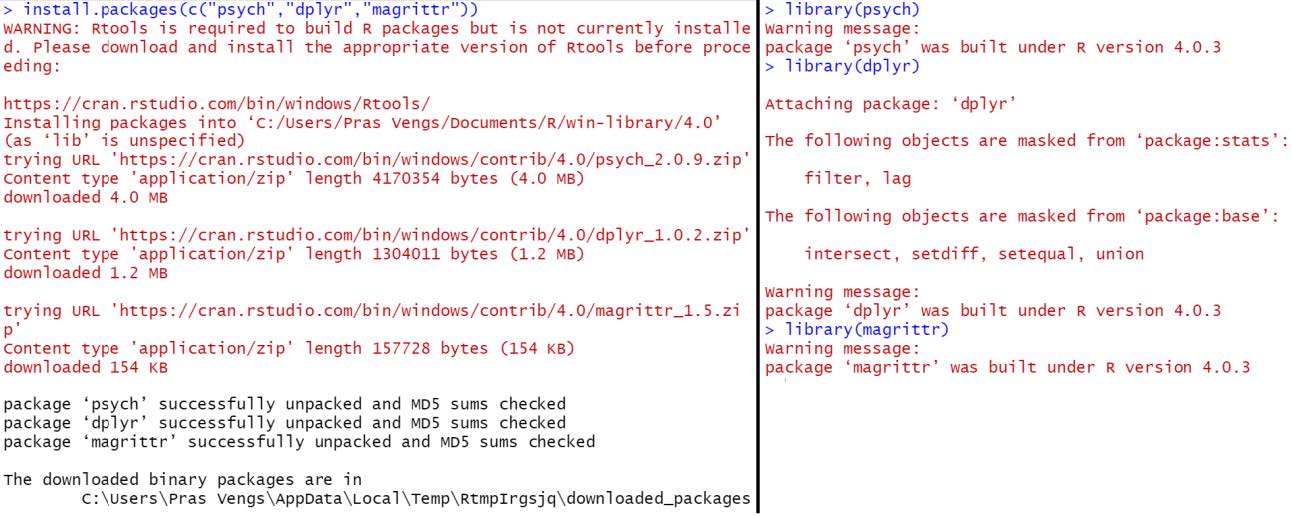 > install.packages(c("psych","dplyr","magrittr"))
WARNING: Rtools is required to build R packages but is not currently installe
d. Please download and install the appropriate version of Rtools before proce
eding:
https://cran.rstudio.com/bin/windows/Rtools/
Installing packages into ‘C:/Users/Pras Vengs/Documents/R/win-library/4.0’
(as ‘lib’ is unspecified)
trying URL 'https://cran.rstudio.com/bin/windows/contrib/4.0/psych_2.0.9.zip'
Content type 'application/zip' length 4170354 bytes (4.0 MB)
downloaded 4.0 MB
trying URL 'https://cran.rstudio.com/bin/windows/contrib/4.0/dplyr_1.0.2.zip'
Content type 'application/zip' length 1304011 bytes (1.2 MB)
downloaded 1.2 MB
trying URL 'https://cran.rstudio.com/bin/windows/contrib/4.0/magrittr_1.5.zi
p'
Content type 'application/zip' length 157728 bytes (154 KB)
downloaded 154 KB
package ‘psych’ successfully unpacked and MD5 sums checked
package ‘dplyr’ successfully unpacked and MD5 sums checked
package ‘magrittr’ successfully unpacked and MD5 sums checked
The downloaded binary packages are in
C:\Users\Pras Vengs\AppData\Local\Temp\RtmpIrgsjq\downloaded_packages
> library(psych)
Warning message:
package ‘psych’ was built under R version 4.0.3
> library(dplyr)
Attaching package: ‘dplyr’
The following objects are masked from ‘package:stats’:
filter, lag
The following objects are masked from ‘package:base’:
intersect, setdiff, setequal, union
Warning message:
package ‘dplyr’ was built under R version 4.0.3
> library(magrittr)
Warning message:
package ‘magrittr’ was built under R version 4.0.3